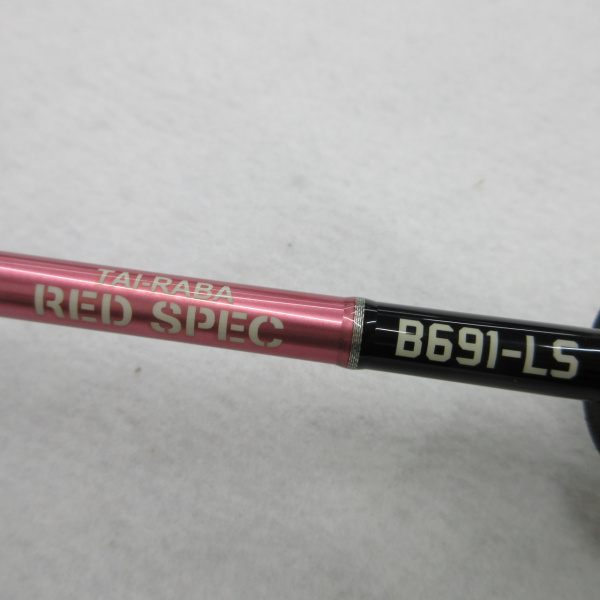 TAI-RABA
RED SPEC
B691-LS